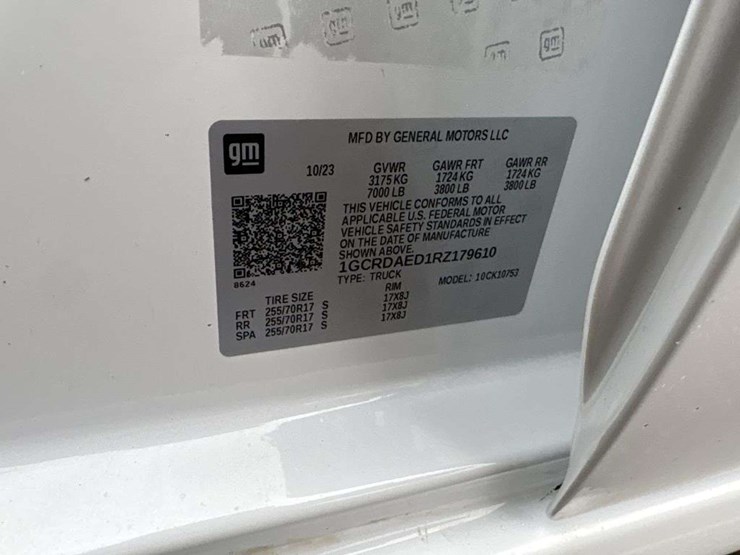 gm
gm
gm
gm
MFD BY GENERAL MOTORS LLC
10/23 GVWR GAWR FRT GAWR RR
3175 KG 1724 KG 1724 KG
7000 LB 3800 LB 3800 LB
THIS VEHICLE CONFORMS TO ALL
APPLICABLE U.S. FEDERAL MOTOR
VEHICLE SAFETY STANDARDS IN EFFECT
ON THE DATE OF MANUFACTURE
SHOWN ABOVE.
1GCRDAED1RZ179610
8624
TYPE: TRUCK MODEL: 10CK10753
TIRE SIZE RIM
FRT 255/70R17 S 17X8J
RR 255/70R17 S 17X8J
SPA 255/70R17 S 17X8J